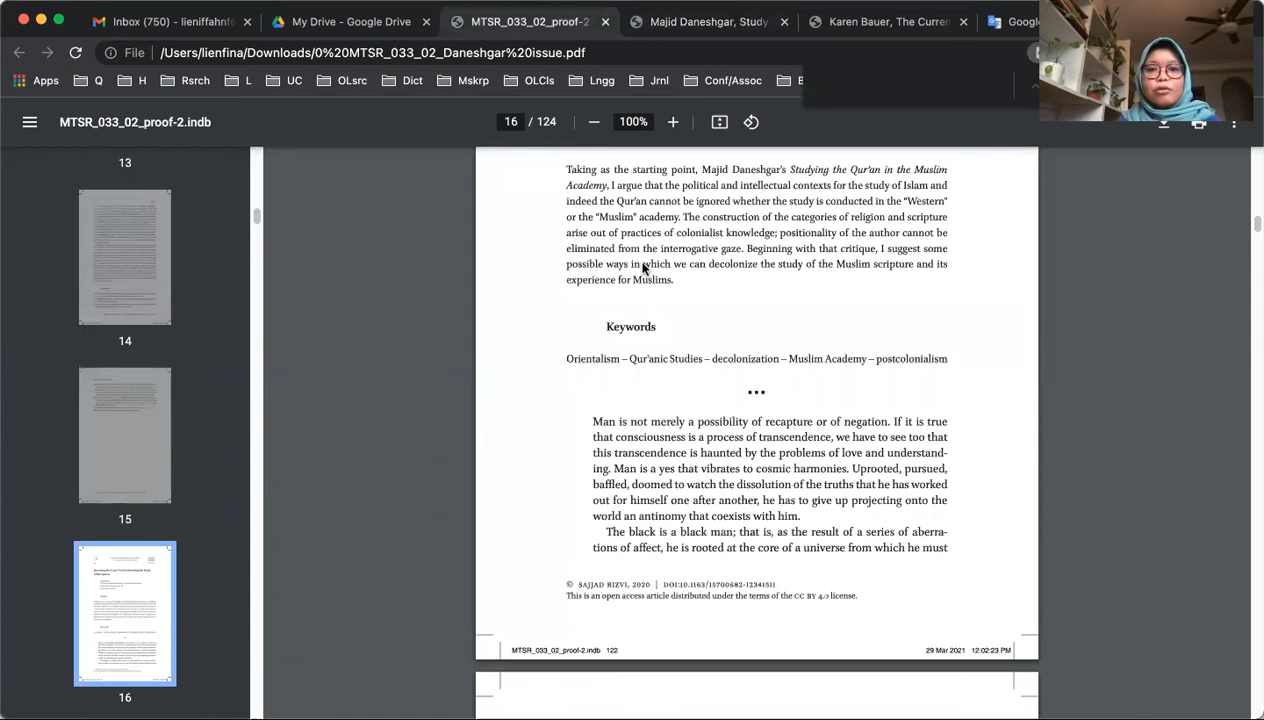 Inbox (750) - lieniffahnf
My Drive - Google Drive
MTSR_033_02_proof-2
Majid Daneshgar, Study
Karen Bauer, The Curren
Googl
File
/Users/lienfina/Downloads/0%20MTSR_033_02_Daneshgar%20issue.pdf
Apps
Q
H
Rsrch
L
UC
OLsrc
Dict
Mskrp
OLCls
Lngg
Jrnl
Conf/Assoc
B
MTSR_033_02_proof-2.indb
16 / 124
100%
13
14
15
16
Taking as the starting point, Majid Daneshgar's Studying the Qur'an in the Muslim
Academy, I argue that the political and intellectual contexts for the study of Islam and
indeed the Qur'an cannot be ignored whether the study is conducted in the “Western”
or the “Muslim” academy. The construction of the categories of religion and scripture
arise out of practices of colonialist knowledge; positionality of the author cannot be
eliminated from the interrogative gaze. Beginning with that critique, I suggest some
possible ways in which we can decolonize the study of the Muslim scripture and its
experience for Muslims.
Keywords
Orientalism – Qur'anic Studies – decolonization – Muslim Academy – postcolonialism
•••
Man is not merely a possibility of recapture or of negation. If it is true
that consciousness is a process of transcendence, we have to see too that
this transcendence is haunted by the problems of love and understand-
ing. Man is a yes that vibrates to cosmic harmonies. Uprooted, pursued,
baffled, doomed to watch the dissolution of the truths that he has worked
out for himself one after another, he has to give up projecting onto the
world an antinomy that coexists with him.
The black is a black man; that is, as the result of a series of aberra-
tions of affect, he is rooted at the core of a universe from which he must
© SAJJAD RIZVI, 2020 | DOI:10.1163/15700682-12341511
This is an open access article distributed under the terms of the CC BY 4.0 license.
MTSR_033_02_proof-2.indb 122
29 Mar 2021 12:02:23 PM